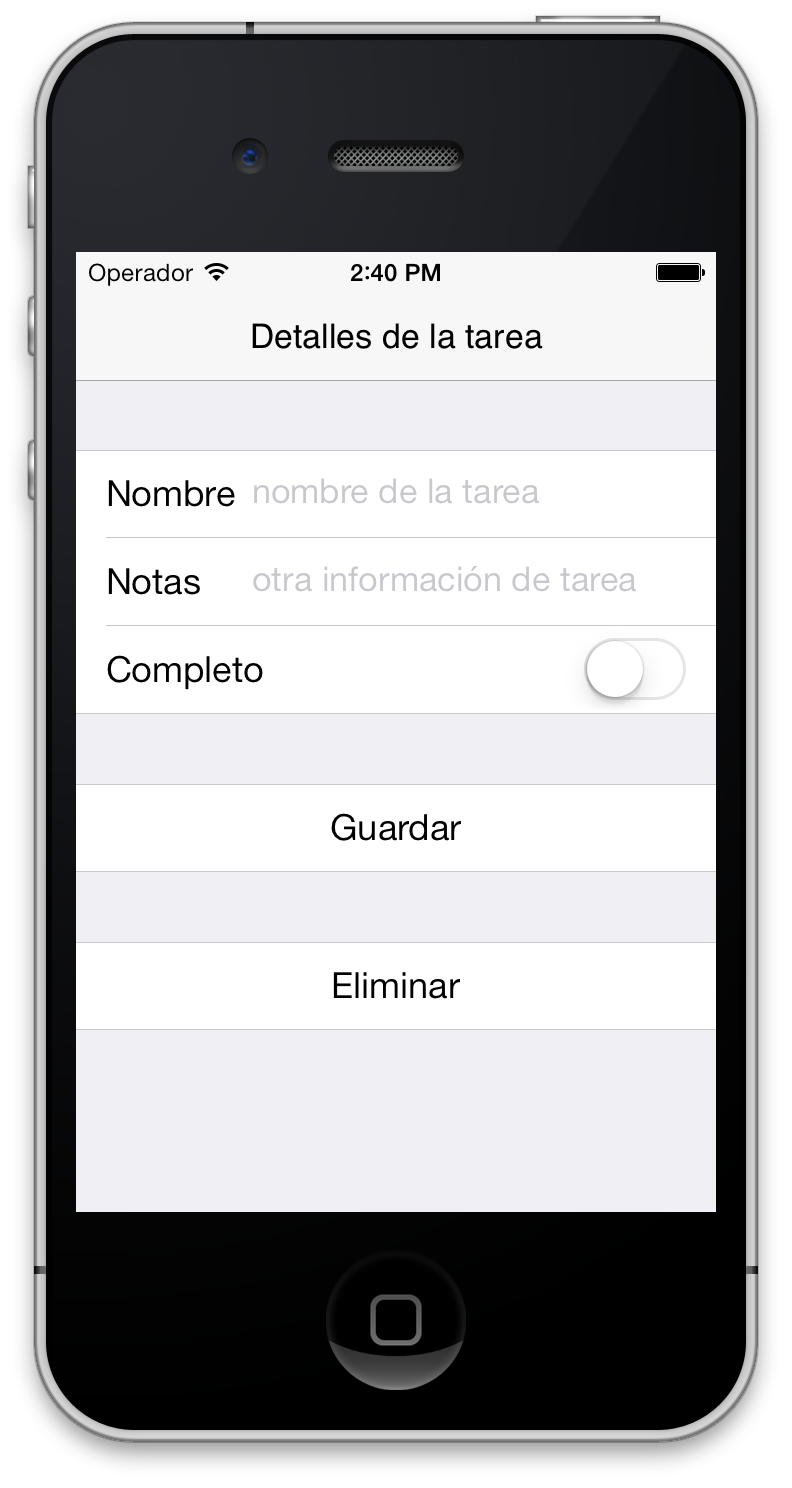 Operador 2:40 PM
Detalles de la tarea
Nombre nombre de la tarea
Notas otra información de tarea
Completo
Guardar
Eliminar